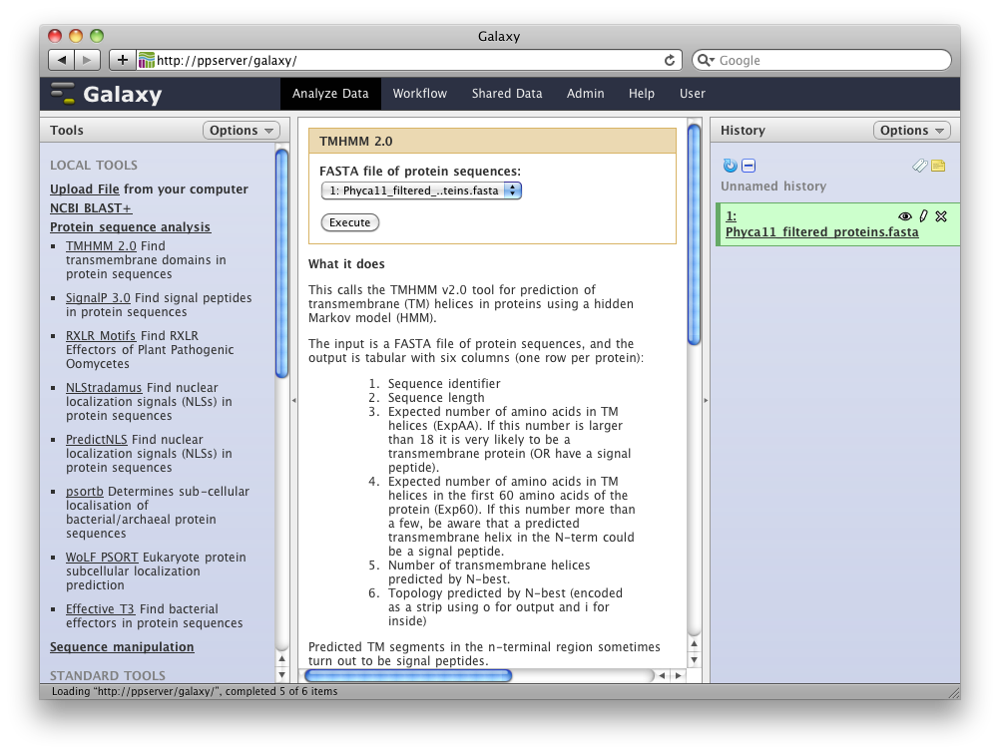 Galaxy
http://ppserver/galaxy/
Google
Galaxy
Analyze Data
Workflow
Shared Data
Admin
Help
User
Tools
Options
LOCAL TOOLS
Upload File from your computer
NCBI BLAST+
Protein sequence analysis
TMHMM 2.0 Find
transmembrane domains in
protein sequences
SignalP 3.0 Find signal peptides
in protein sequences
RXLR Motifs Find RXLR
Effectors of Plant Pathogenic
Oomycetes
NLStradamus Find nuclear
localization signals (NLSs) in
protein sequences
PredictNLS Find nuclear
localization signals (NLSs) in
protein sequences
psortb Determines sub-cellular
localisation of
bacterial/archaeal protein
sequences
WoLF PSORT Eukaryote protein
subcellular localization
prediction
Effective T3 Find bacterial
effectors in protein sequences
Sequence manipulation
STANDARD TOOLS
TMHMM 2.0
FASTA file of protein sequences:
1: Phyca11_filtered_..teins.fasta
Execute
What it does
This calls the TMHMM v2.0 tool for prediction of
transmembrane (TM) helices in proteins using a hidden
Markov model (HMM).
The input is a FASTA file of protein sequences, and the
output is tabular with six columns (one row per protein):
1. Sequence identifier
2. Sequence length
3. Expected number of amino acids in TM
helices (ExpAA). If this number is larger
than 18 it is very likely to be a
transmembrane protein (OR have a signal
peptide).
4. Expected number of amino acids in TM
helices in the first 60 amino acids of the
protein (Exp60). If this number more than
a few, be aware that a predicted
transmembrane helix in the N-term could
be a signal peptide.
5. Number of transmembrane helices
predicted by N-best.
6. Topology predicted by N-best (encoded
as a strip using o for output and i for
inside)
Predicted TM segments in the n-terminal region sometimes
turn out to be signal peptides.
History
Options
Unnamed history
1:
Phyca11_filtered_proteins.fasta
Loading "http://ppserver/galaxy/", completed 5 of 6 items